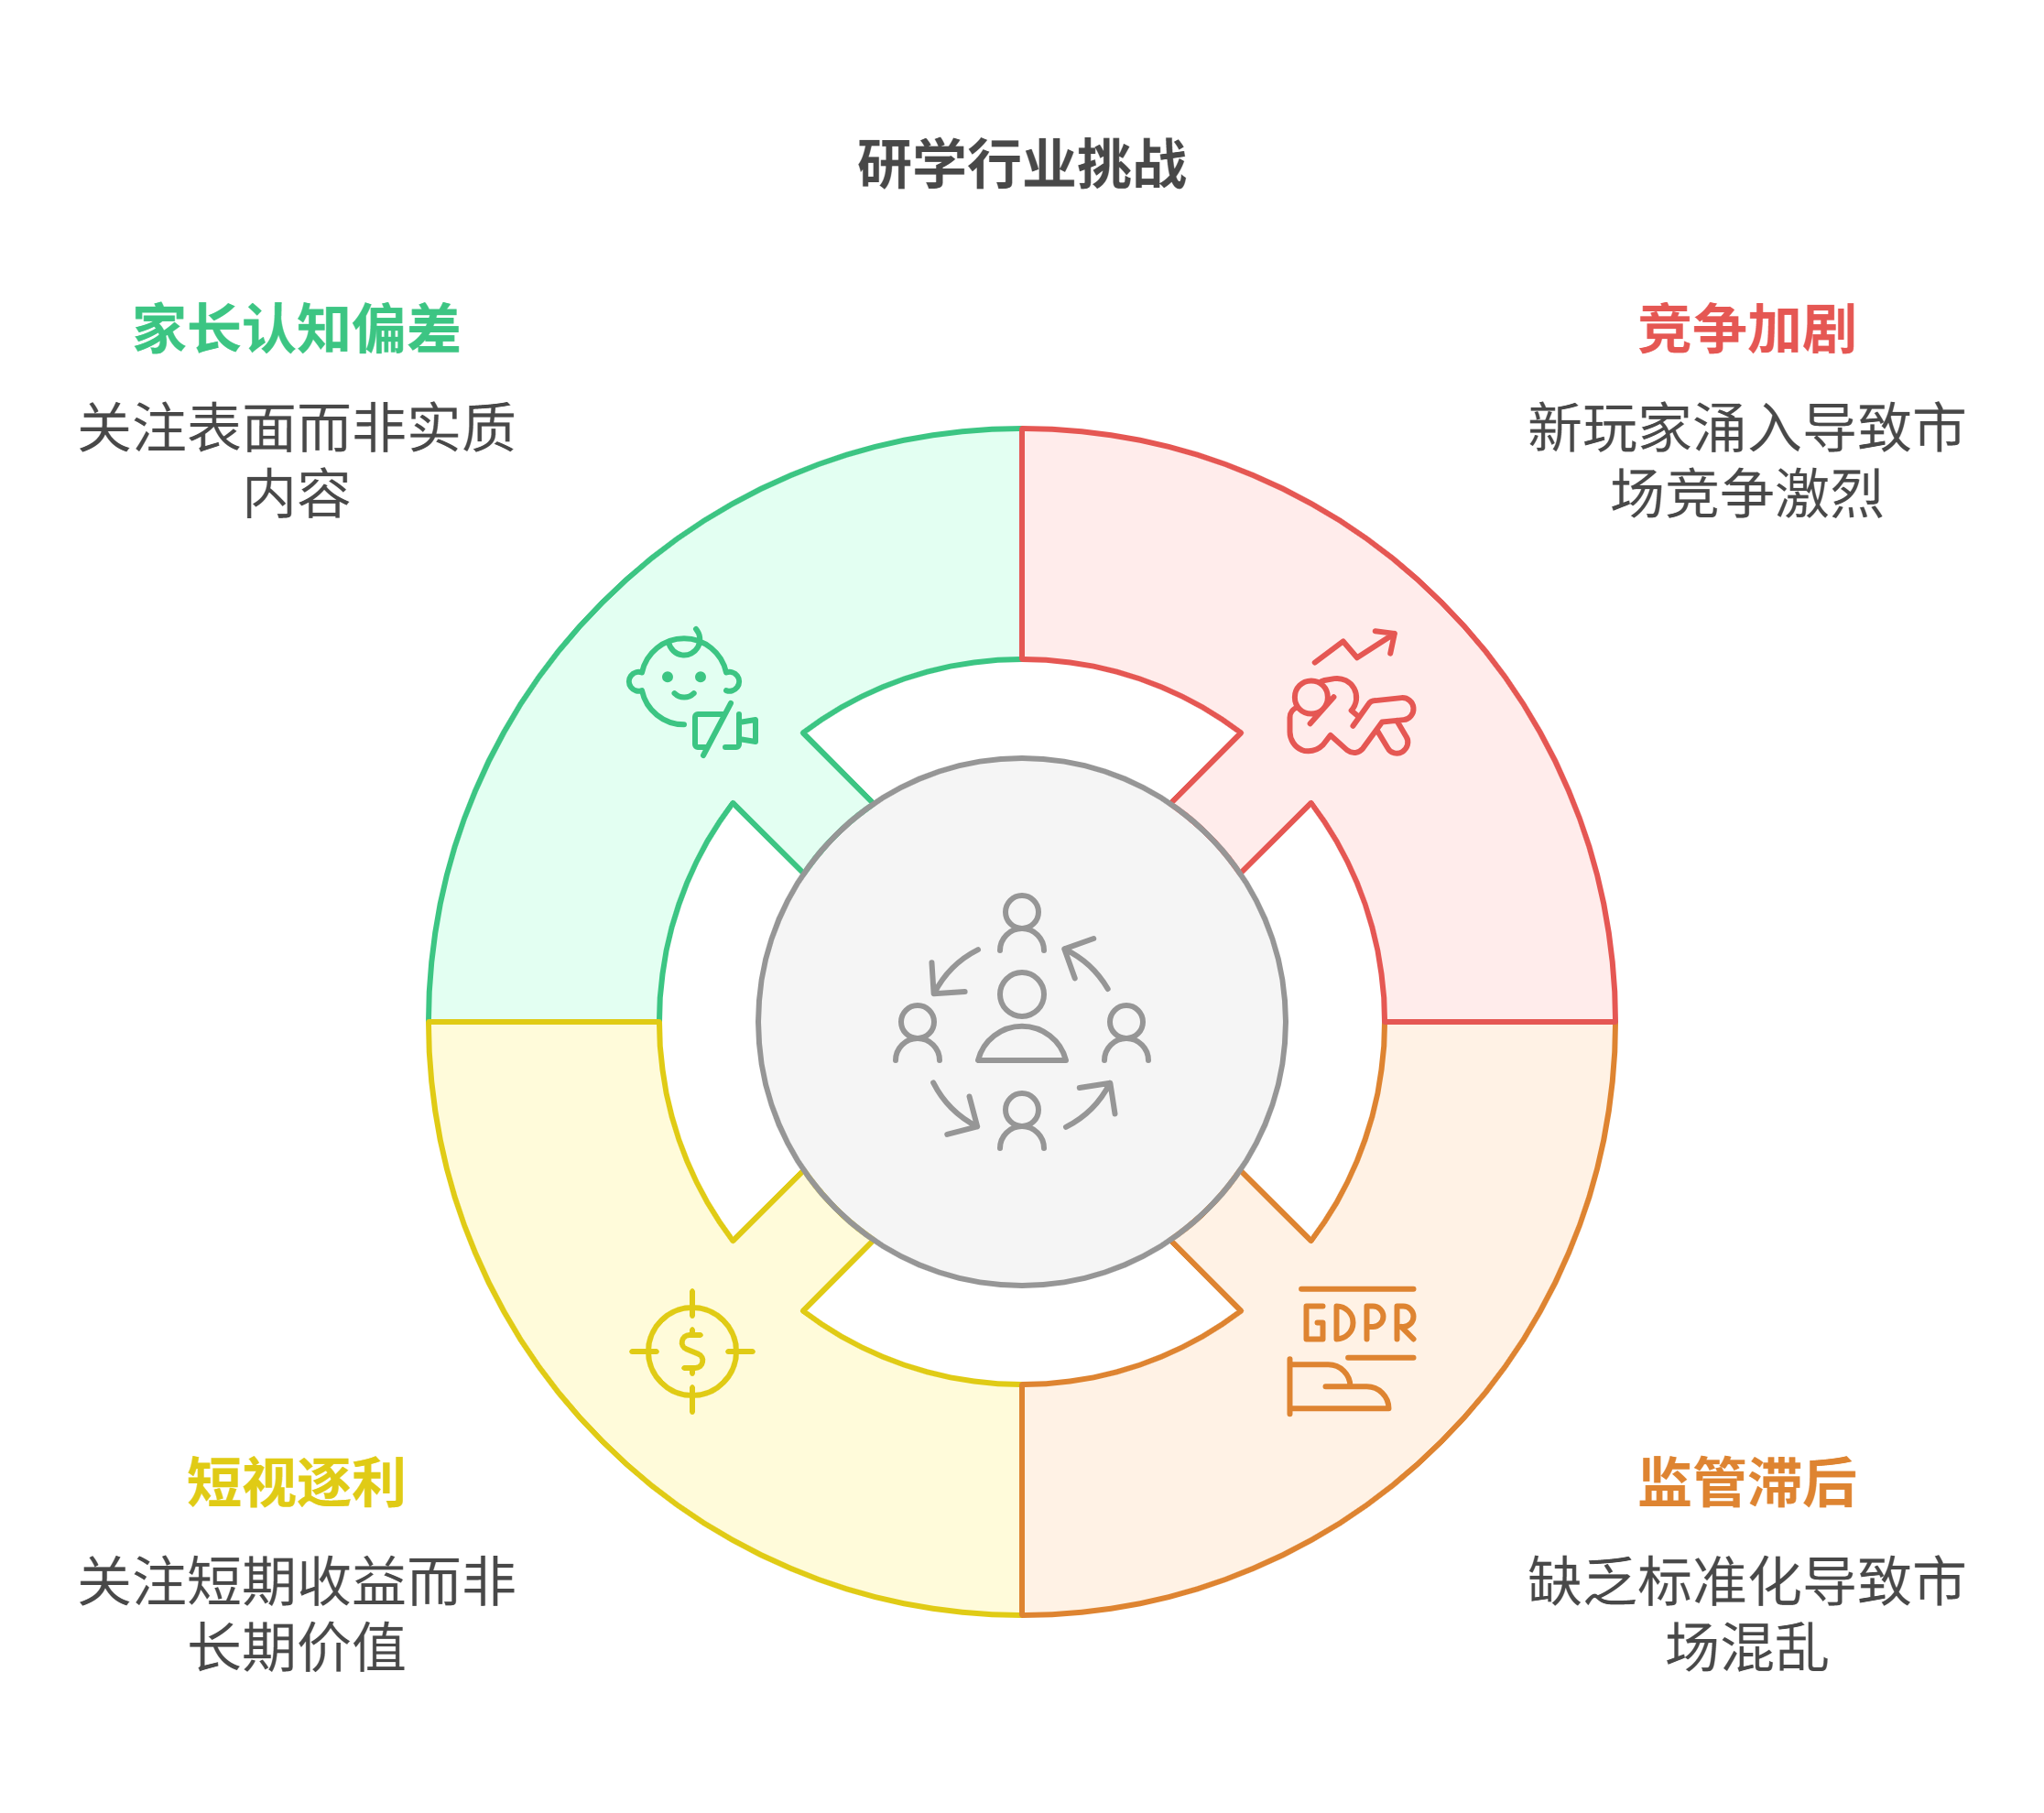 研学行业挑战
家长认知偏差
关注表面而非实质
内容
竞争加剧
新玩家涌入导致市
场竞争激烈
$
GDPR
短视逐利
关注短期收益而非
长期价值
监管滞后
缺乏标准化导致市
场混乱